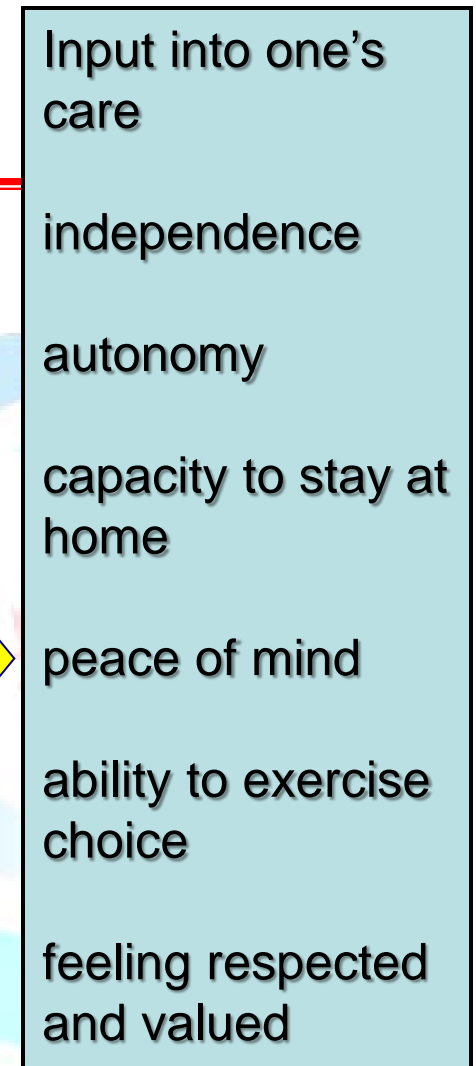 Input into one’s
care
independence
autonomy
capacity to stay at
home
peace of mind
ability to exercise
choice
feeling respected
and valued